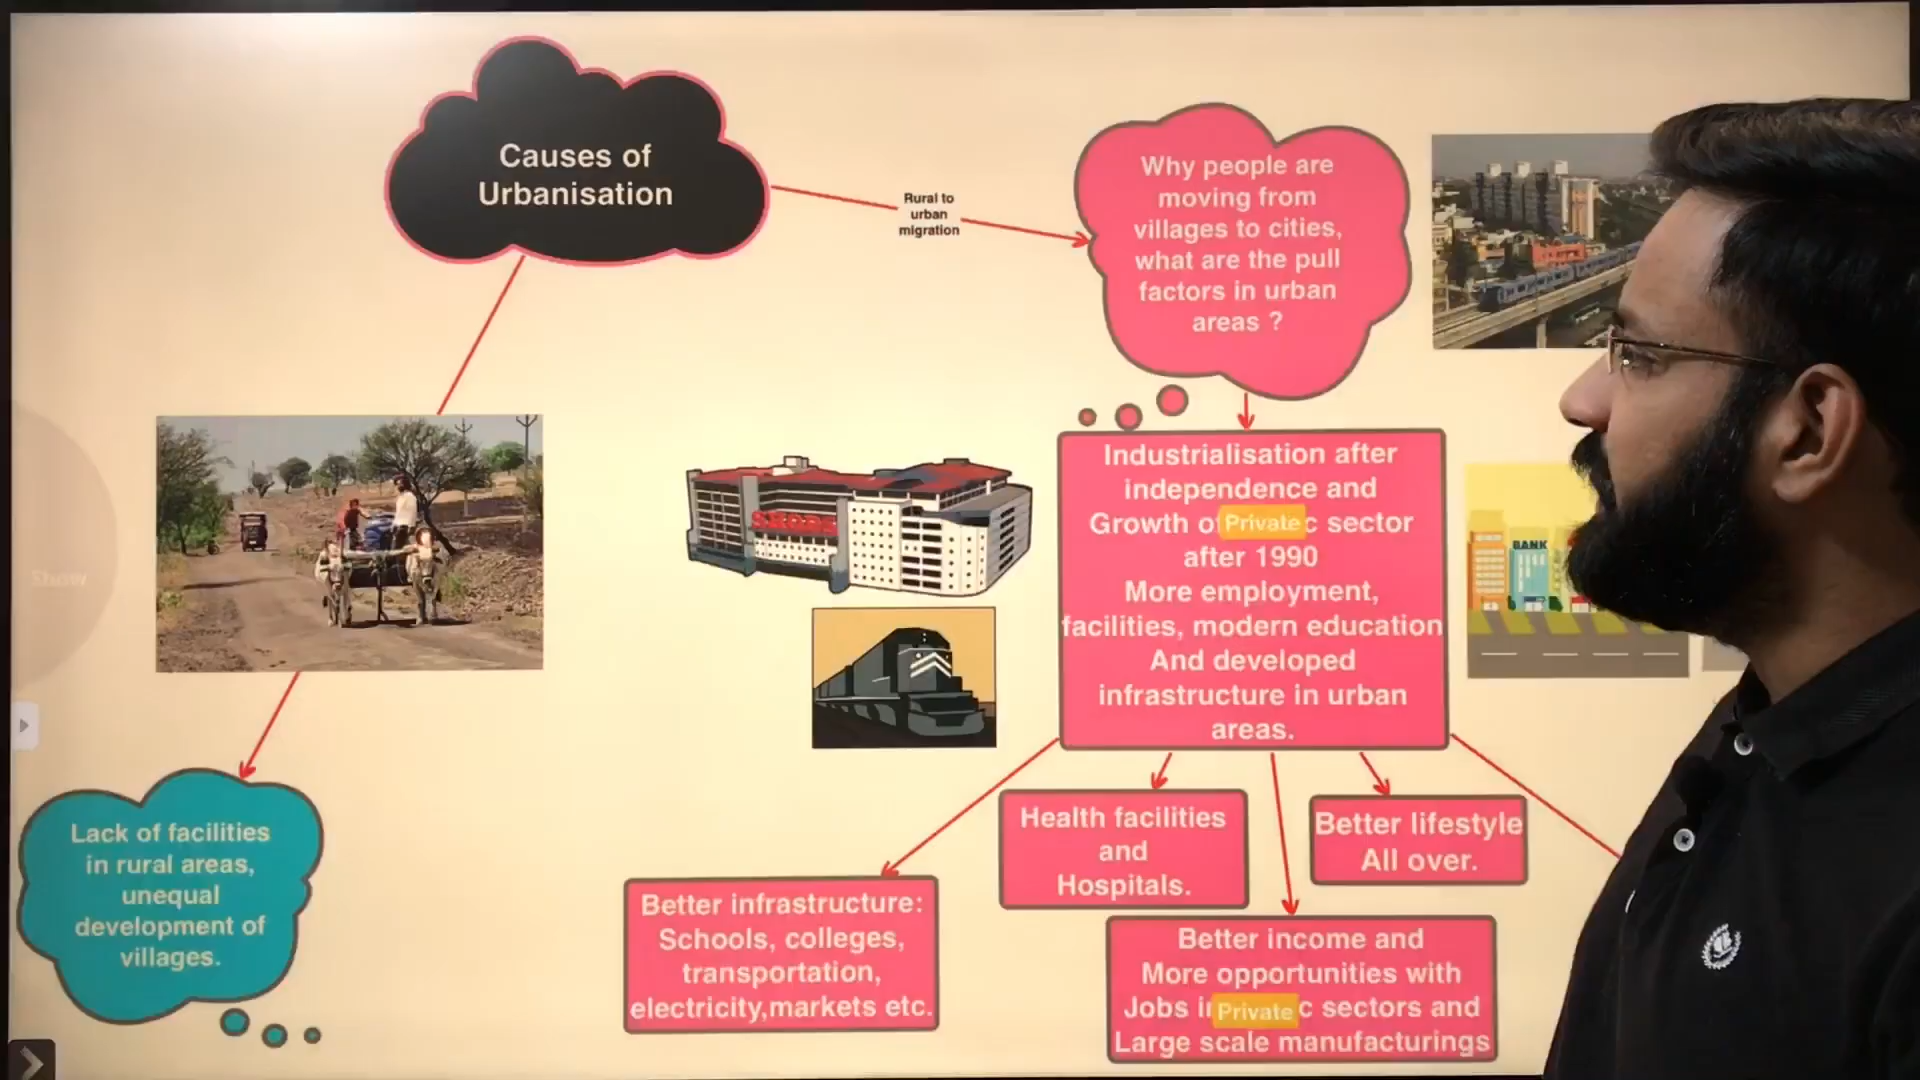 Causes of
Urbanisation
Rural to
urban
migration
Why people are
moving from
villages to cities,
what are the pull
factors in urban
areas ?
Industrialisation after
independence and
Growth of Private c sector
after 1990
More employment,
facilities, modern education
And developed
infrastructure in urban
areas.
SHOPS
BANK
Show
Lack of facilities
in rural areas,
unequal
development of
villages.
Better infrastructure:
Schools, colleges,
transportation,
electricity,markets etc.
Health facilities
and
Hospitals.
Better lifestyle
All over.
Better income and
More opportunities with
Jobs in Private c sectors and
Large scale manufacturings